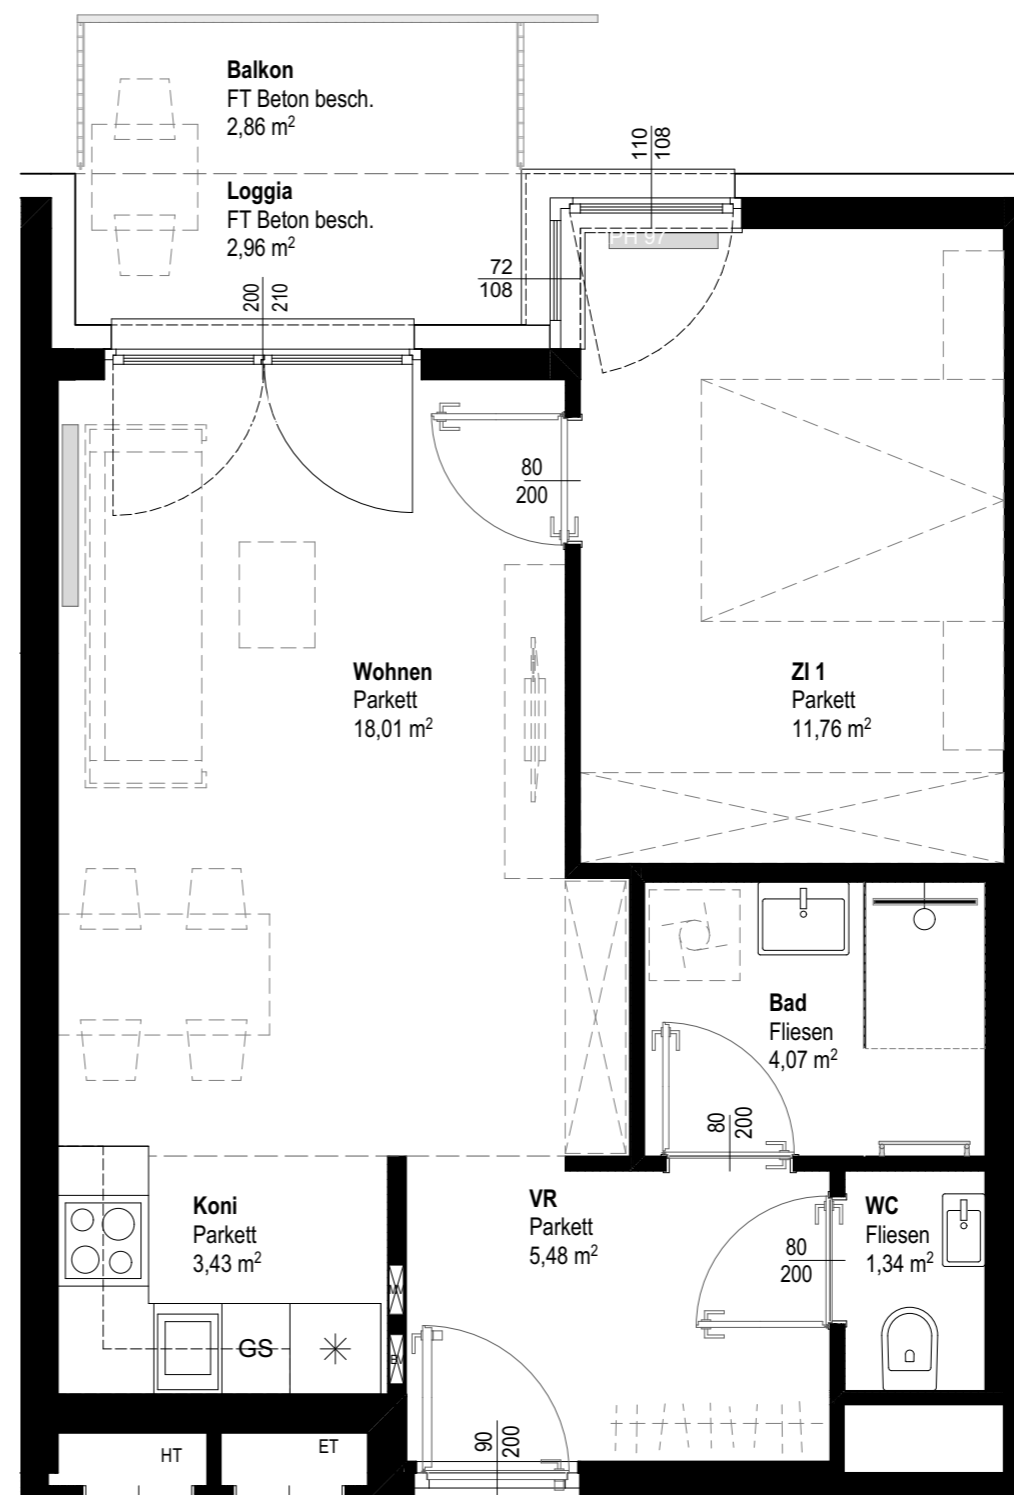 Balkon
FT Beton besch.
2,86 m²
Loggia
FT Beton besch.
2,96 m²
110
108
PH 97
72
108
200
210
80
200
Wohnen
Parkett
18,01 m²
ZI 1
Parkett
11,76 m²
Bad
Fliesen
4,07 m²
80
200
Koni
Parkett
3,43 m²
VR
Parkett
5,48 m²
WC
Fliesen
1,34 m²
80
200
GS
HT
ET
90
200